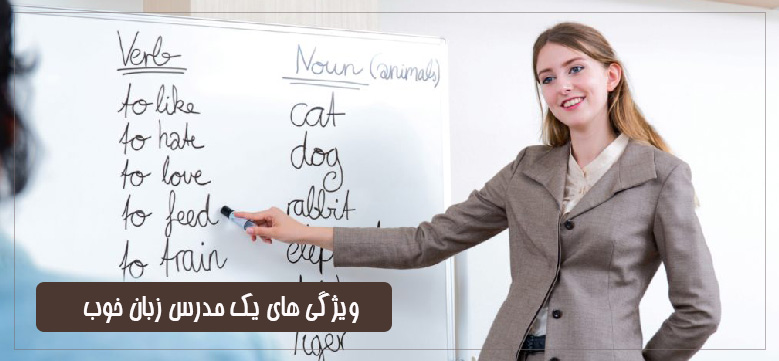 Verb
to like
to hate
to love
to feed
to train
Noun (animals)
cat
dog
rabbit
elep
tiger
ویژگی های یک مدرس زبان خوب